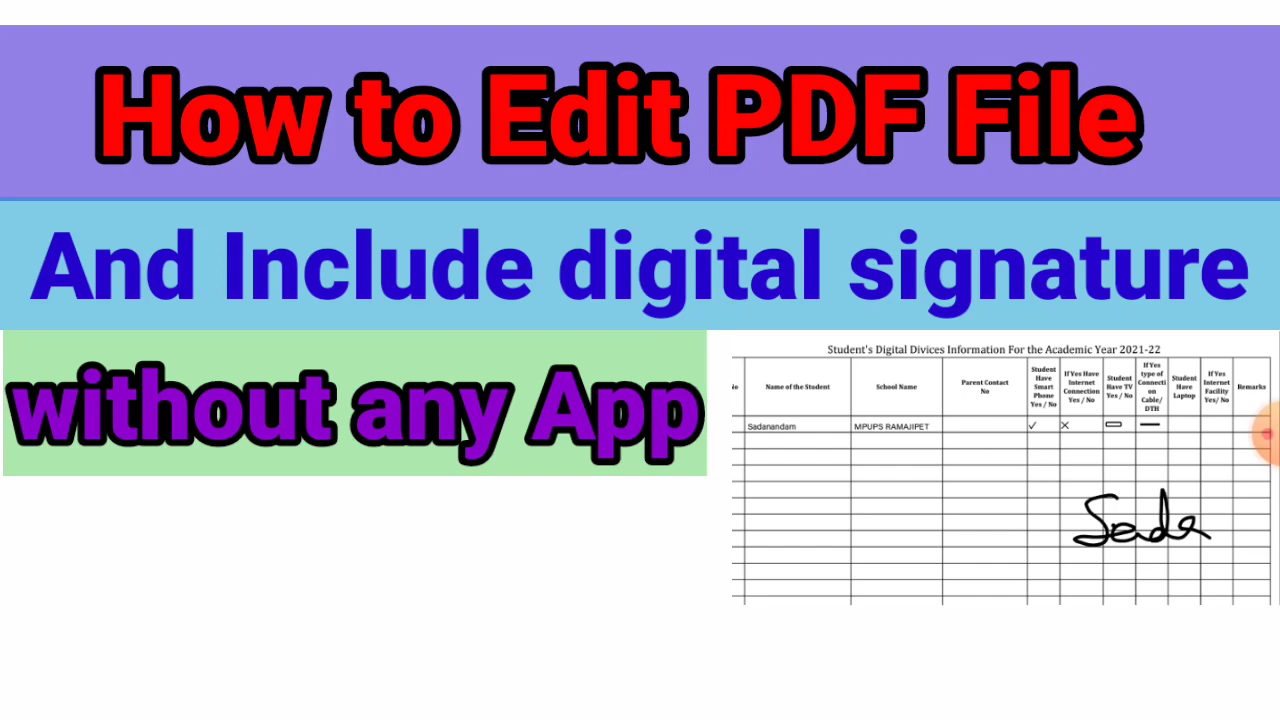 How to Edit PDF File
And Include digital signature
without any App
Student's Digital Divices Information For the Academic Year 2021-22
No
Name of the Student
School Name
Parent Contact
No
Student
Have
Smart
Phone
Yes / No
If Yes Have
Internet
Connection
Yes / No
Student
Have TV
Yes / No
If Yes
type of
Connecti
on
Cable/
DTH
Student
Have
Laptop
If Yes
Internet
Facility
Yes/ No
Remarks
Sadanandam
MPUPS RAMAJIPET
Sada